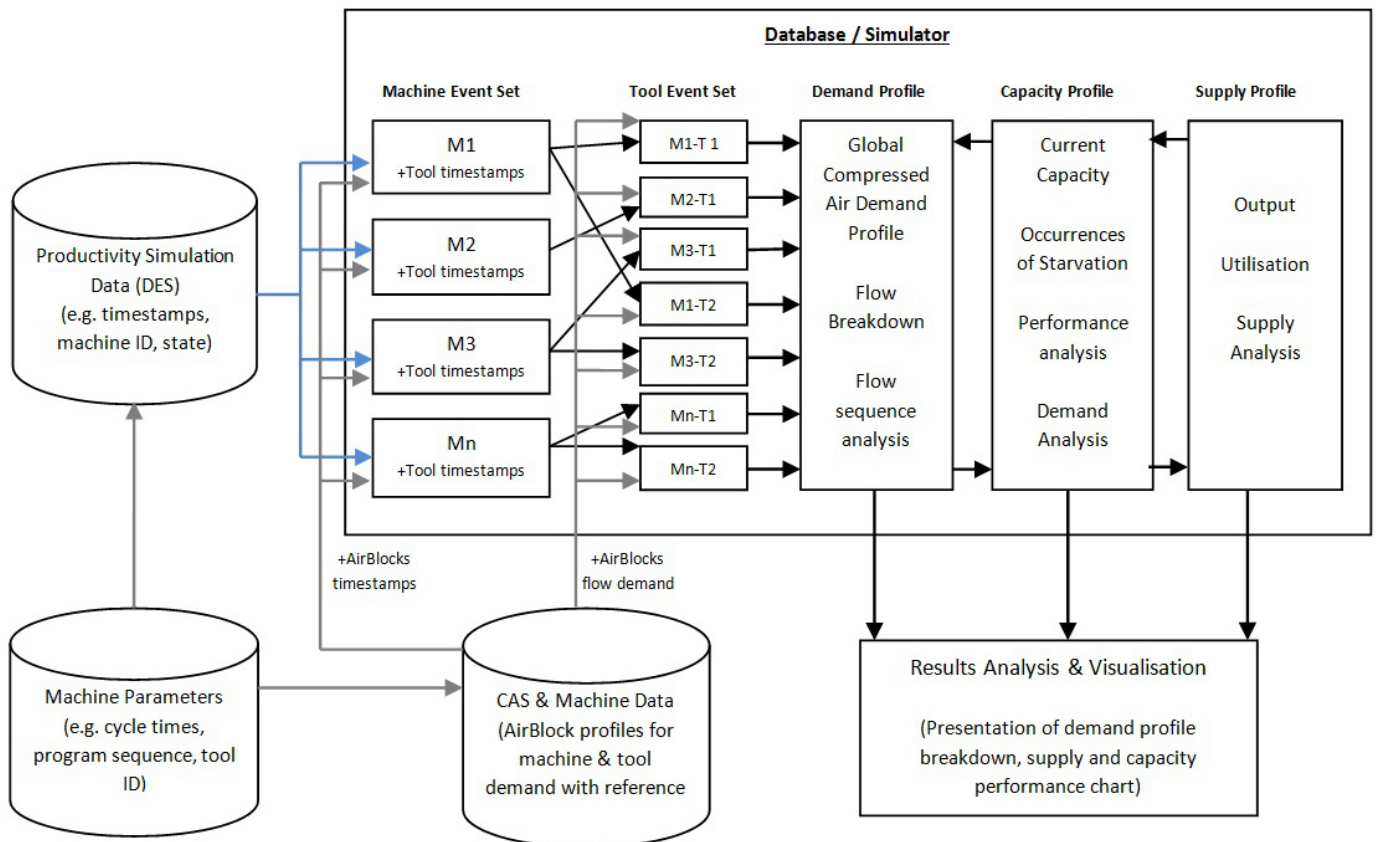 Database / Simulator
Machine Event Set
Tool Event Set
Demand Profile
Capacity Profile
Supply Profile
M1
+Tool timestamps
M2
+Tool timestamps
M3
+Tool timestamps
Mn
+Tool timestamps
M1-T 1
M2-T1
M3-T1
M1-T2
M3-T2
Mn-T1
Mn-T2
Global
Compressed
Air Demand
Profile
Flow
Breakdown
Flow
sequence
analysis
Current
Capacity
Occurrences
of Starvation
Performance
analysis
Demand
Analysis
Output
Utilisation
Supply
Analysis
Productivity Simulation
Data (DES)
(e.g. timestamps,
machine ID, state)
+AirBlocks
timestamps
+AirBlocks
flow demand
Machine Parameters
(e.g. cycle times,
program sequence, tool
ID)
CAS & Machine Data
(AirBlock profiles for
machine & tool
demand with reference
Results Analysis & Visualisation
(Presentation of demand profile
breakdown, supply and capacity
performance chart)